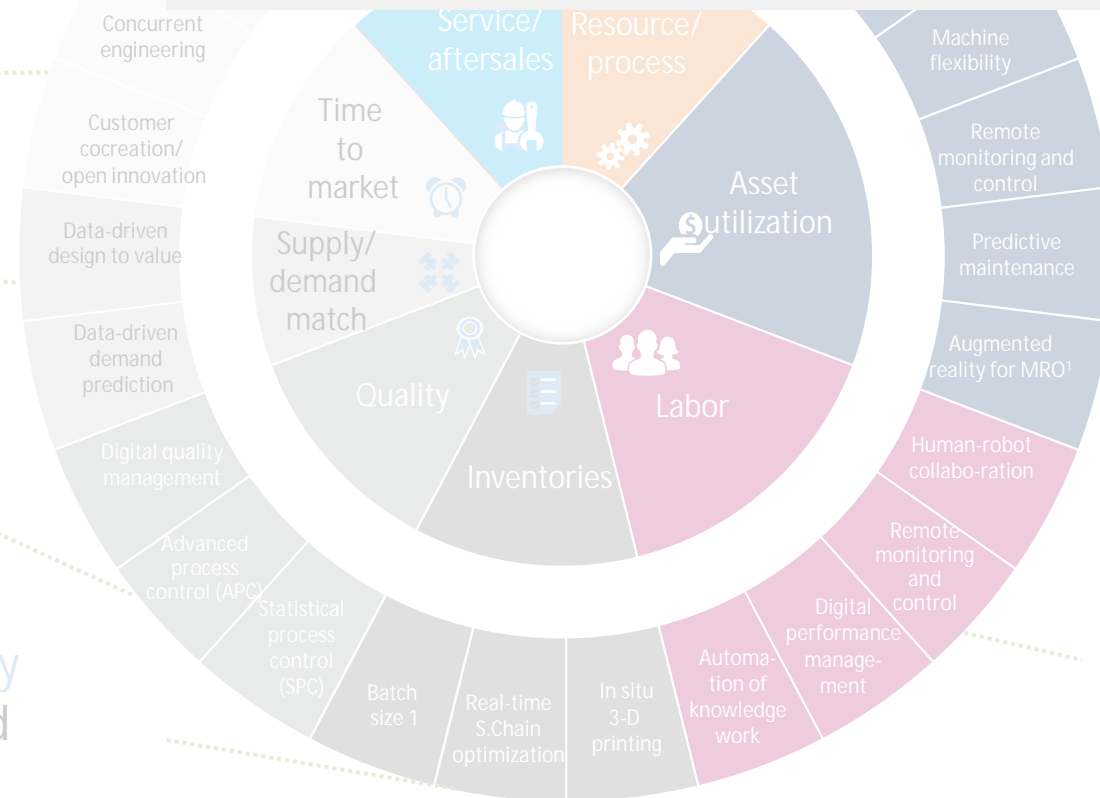 Service/
aftersales
Resource/
process
Asset
utilization
Labor
Inventories
Quality
Supply/
demand
match
Time
to
market
Machine
flexibility
Remote
monitoring and
control
Predictive
maintenance
Augmented
reality for MRO¹
Human-robot
collabo-ration
Remote
monitoring
and
control
Digital
performance
manage-
ment
Automa-
tion of
knowledge
work
In situ
3-D
printing
Real-time
S.Chain
optimization
Batch
size 1
Statistical
process
control
(SPC)
Advanced
process
control (APC)
Digital quality
management
Data-driven
demand
prediction
Data-driven
design to value
Customer
cocreation/
open innovation
Concurrent
engineering
y
d